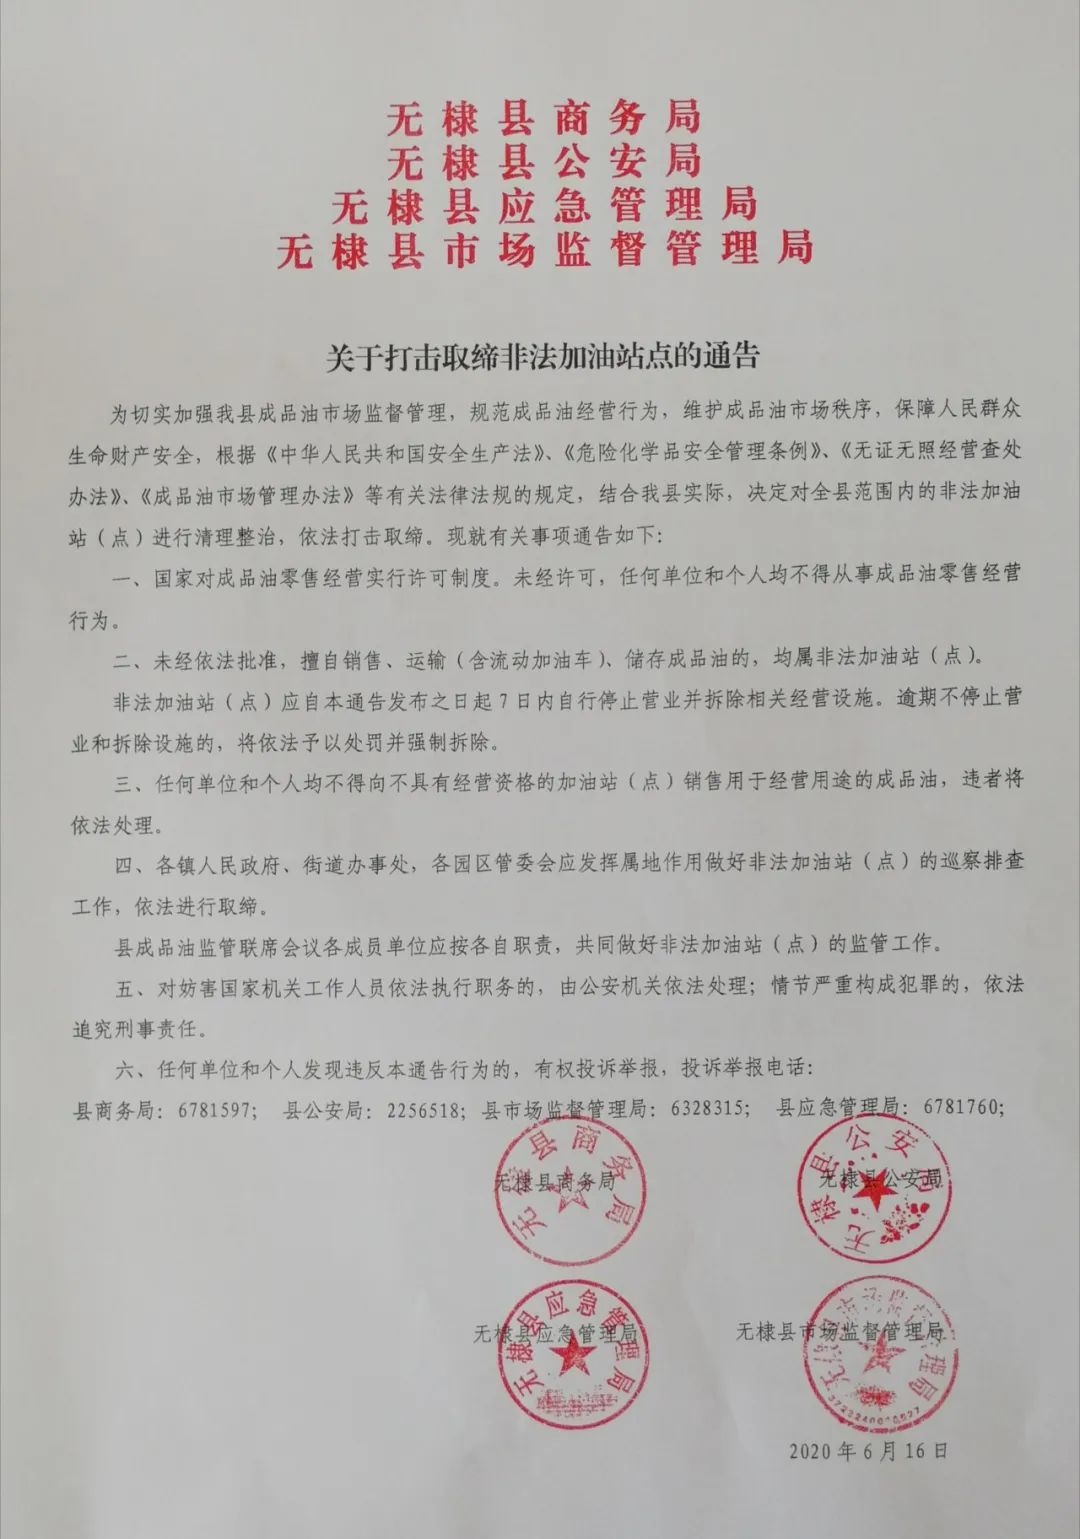 无棣县商务局
无棣县公安局
无棣县应急管理局
无棣县市场监督管理局
关于打击取缔非法加油站点的通告
为切实加强我县成品油市场监督管理，规范成品油经营行为，维护成品油市场秩序，保障人民群众
生命财产安全，根据《中华人民共和国安全生产法》、《危险化学品安全管理条例》、《无证无照经营查处
办法》、《成品油市场管理办法》等有关法律法规的规定，结合我县实际，决定对全县范围内的非法加油
站（点）进行清理整治，依法打击取缔。现就有关事项通告如下：
一、国家对成品油零售经营实行许可制度。未经许可，任何单位和个人均不得从事成品油零售经营
行为。
二、未经依法批准，擅自销售、运输（含流动加油车）、储存成品油的，均属非法加油站（点）。
非法加油站（点）应自本通告发布之日起7日内自行停止营业并拆除相关经营设施。逾期不停止营
业和拆除设施的，将依法予以处罚并强制拆除。
三、任何单位和个人均不得向不具有经营资格的加油站（点）销售用于经营用途的成品油，违者将
依法处理。
四、各镇人民政府、街道办事处，各园区管委会应发挥属地作用做好非法加油站（点）的巡察排查
工作，依法进行取缔。
县成品油监管联席会议各成员单位应按各自职责，共同做好非法加油站（点）的监管工作。
五、对妨害国家机关工作人员依法执行职务的，由公安机关依法处理；情节严重构成犯罪的，依法
追究刑事责任。
六、任何单位和个人发现违反本通告行为的，有权投诉举报，投诉举报电话：
县商务局：6781597； 县公安局：2256518；县市场监督管理局：6328315； 县应急管理局：6781760；
无棣县商务局
无棣县公安局
无棣县商务局 无棣县公安局
无棣县应急管理局
无棣县市场监督管理局
无棣县应急管理局 无棣县市场监督管理局
2020年6月16日